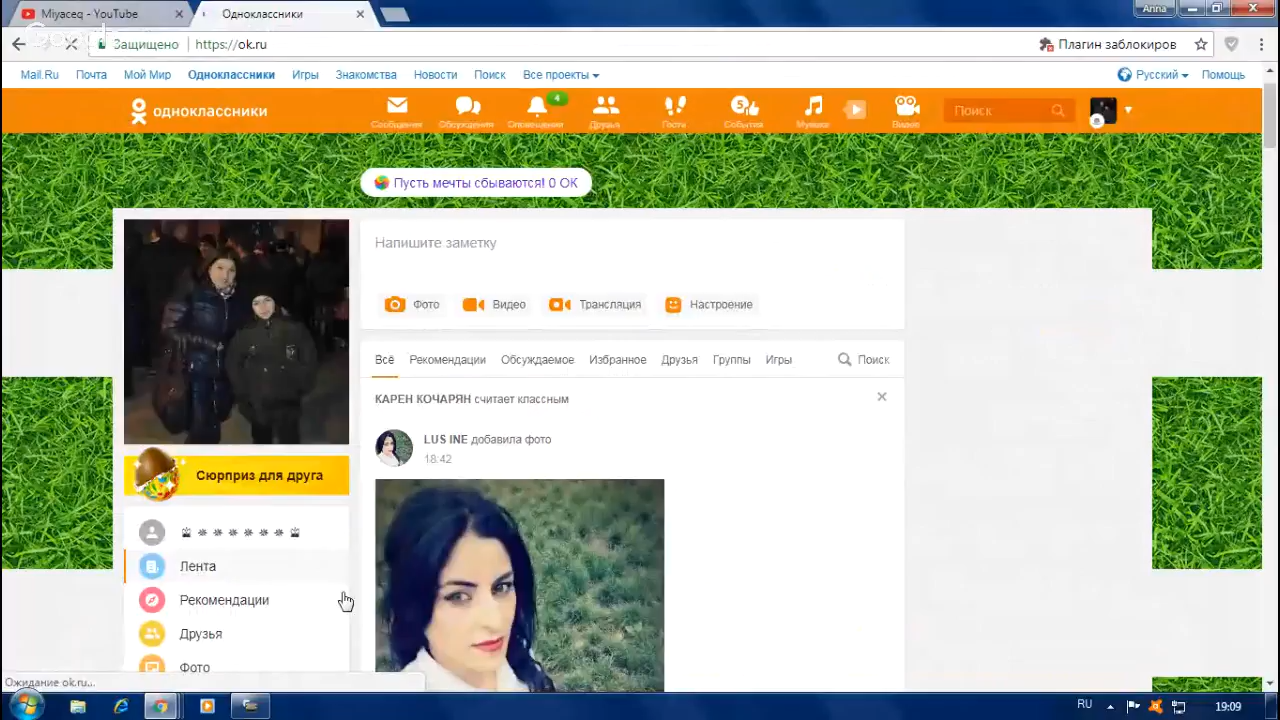 Miyaceq - YouTube
Одноклассники
Anna
Защищено
https://ok.ru
Плагин заблокиров
Mail.Ru
Почта
Мой Мир
Одноклассники
Игры
Знакомства
Новости
Поиск
Все проекты
Русский
Помощь
одноклассники
4
5
Сообщения
Обсуждения
Оповещения
Друзья
Гости
События
Музыка
Видео
Поиск
Пусть мечты сбываются! 0 ОК
Напишите заметку
Фото
Видео
Трансляция
Настроение
Всё
Рекомендации
Обсуждаемое
Избранное
Друзья
Группы
Игры
Поиск
КАРЕН КОЧАРЯН считает классным
LUS INE добавила фото
18:42
Сюрприз для друга
Лента
Рекомендации
Друзья
Фото
Ожидание ok.ru...
RU
19:09